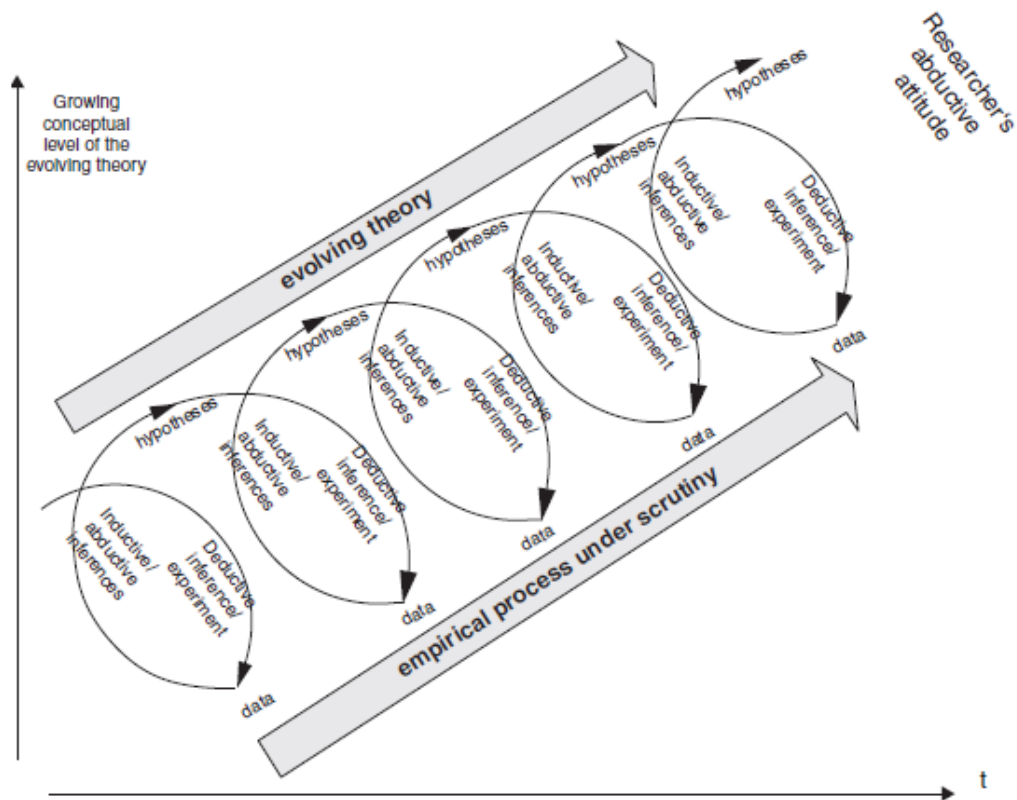 Growing
conceptual
level of the
evolving theory
Researcher's
abductive
attitude
evolving theory
hypotheses
Inductive/
abductive
inferences
Deductive
inference/
experiment
data
hypotheses
Inductive/
abductive
inferences
Deductive
inference/
experiment
data
hypotheses
Inductive/
abductive
inferences
Deductive
inference/
experiment
data
hypotheses
Inductive/
abductive
inferences
Deductive
inference/
experiment
data
hypotheses
Inductive/
abductive
inferences
Deductive
inference/
experiment
data
empirical process under scrutiny
t